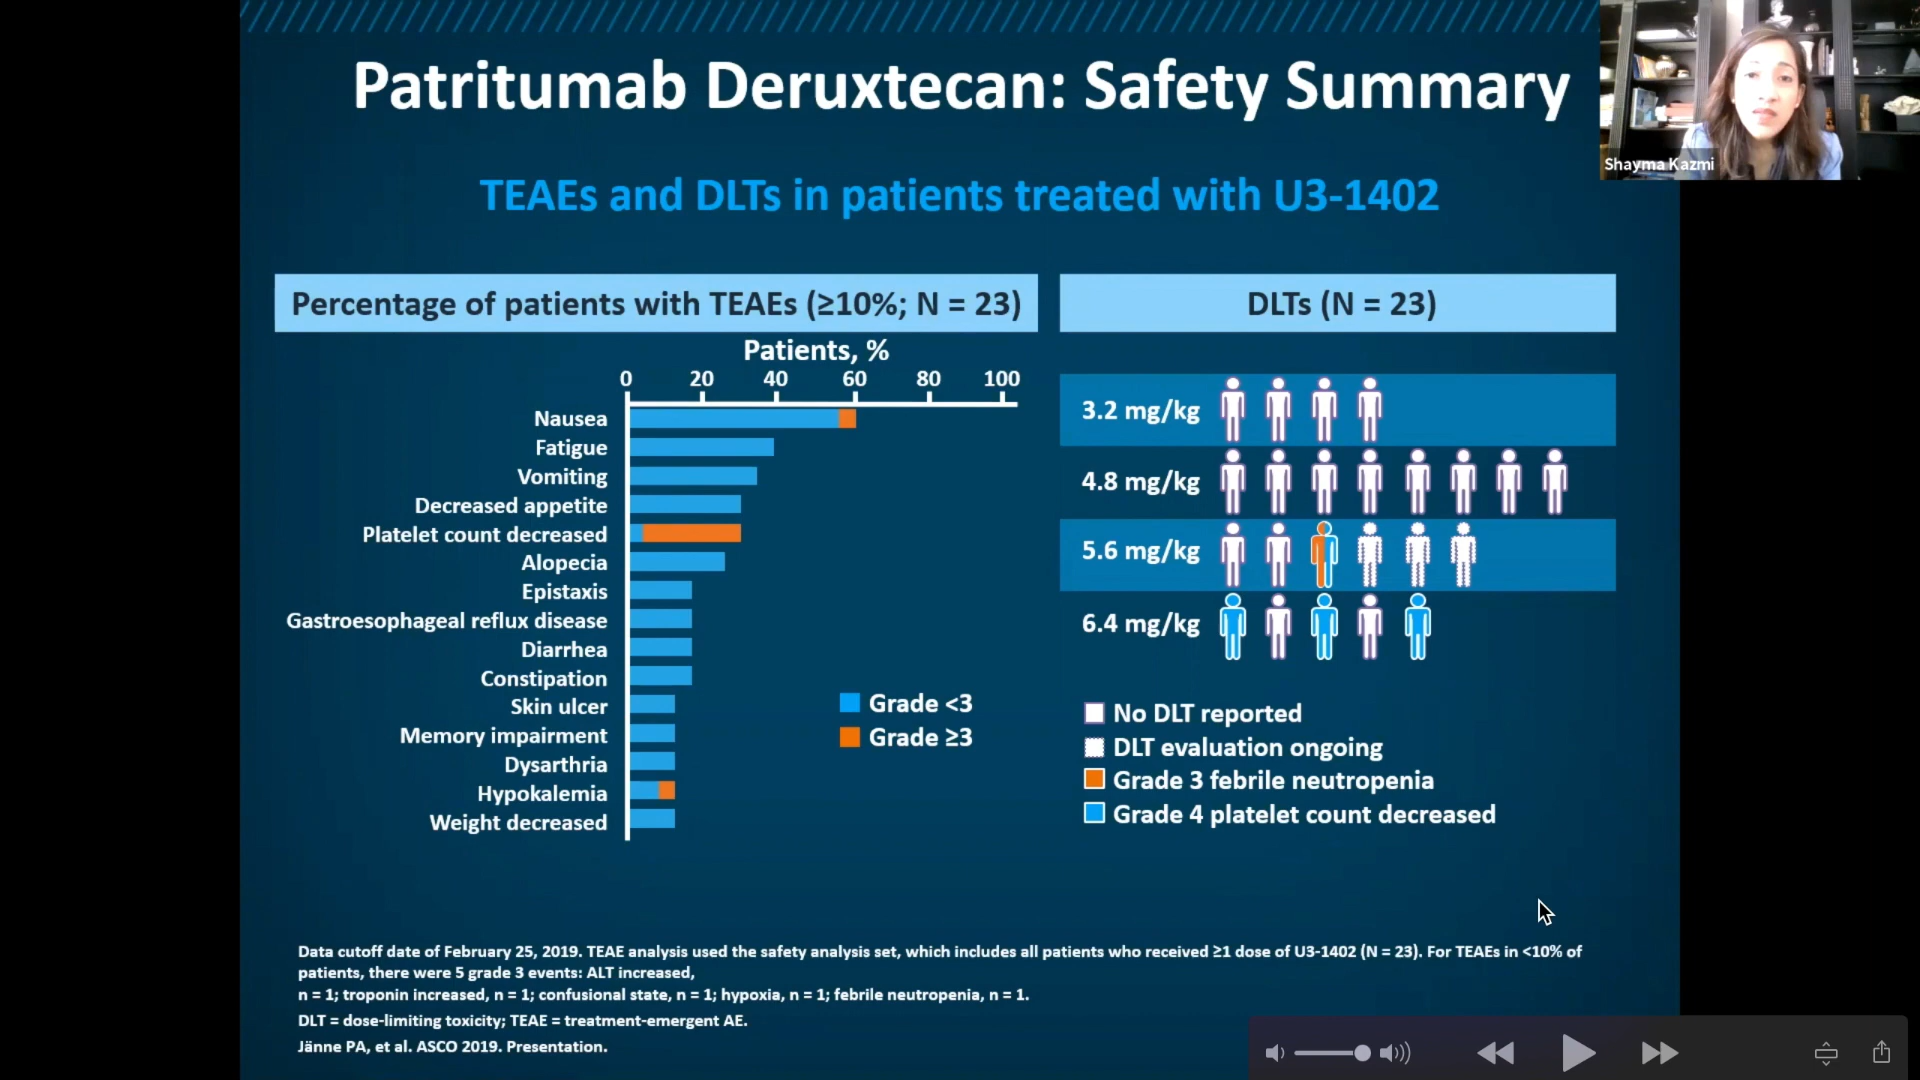 Patritumab Deruxtecan: Safety Summary
Shayma Kazmi
TEAEs and DLTs in patients treated with U3-1402
Percentage of patients with TEAEs (≥10%; N = 23)
Patients, %
0 20 40 60 80 100
Nausea
Fatigue
Vomiting
Decreased appetite
Platelet count decreased
Alopecia
Epistaxis
Gastroesophageal reflux disease
Diarrhea
Constipation
Skin ulcer
Memory impairment
Dysarthria
Hypokalemia
Weight decreased
Grade <3
Grade ≥3
DLTs (N = 23)
3.2 mg/kg
4.8 mg/kg
5.6 mg/kg
6.4 mg/kg
No DLT reported
DLT evaluation ongoing
Grade 3 febrile neutropenia
Grade 4 platelet count decreased
Data cutoff date of February 25, 2019. TEAE analysis used the safety analysis set, which includes all patients who received ≥1 dose of U3-1402 (N = 23). For TEAEs in <10% of
patients, there were 5 grade 3 events: ALT increased,
n = 1; troponin increased, n = 1; confusional state, n = 1; hypoxia, n = 1; febrile neutropenia, n = 1.
DLT = dose-limiting toxicity; TEAE = treatment-emergent AE.
Jänne PA, et al. ASCO 2019. Presentation.